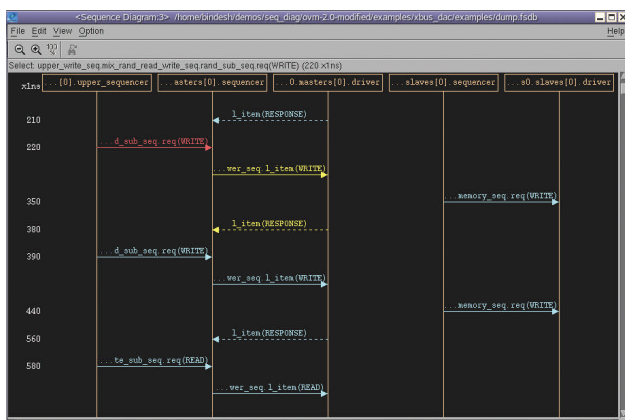 <Sequence Diagram:3> /home/bindesh/demos/seq_diag/ovm-2.0-modified/examples/xbus_dac/examples/dump.fsdb
File Edit View Option Help
100
Select: upper_write_seq.mix_rand_read_write_seq.rand_sub_seq.req(WRITE) (220 x1ns)
x1ns ...[0].upper_sequencer ...asters[0].sequencer ...0.masters[0].driver ...slaves[0].sequencer ...s0.slaves[0].driver
210 l_item(RESPONSE)
220 ...d_sub_seq.req(WRITE)
...wer_seq.l_item(WRITE)
350 ...memory_seq.req(WRITE)
380 l_item(RESPONSE)
390 ...d_sub_seq.req(WRITE)
...wer_seq.l_item(WRITE)
440 ...memory_seq.req(WRITE)
560 l_item(RESPONSE)
580 ...te_sub_seq.req(READ)
...wer_seq.l_item(READ)